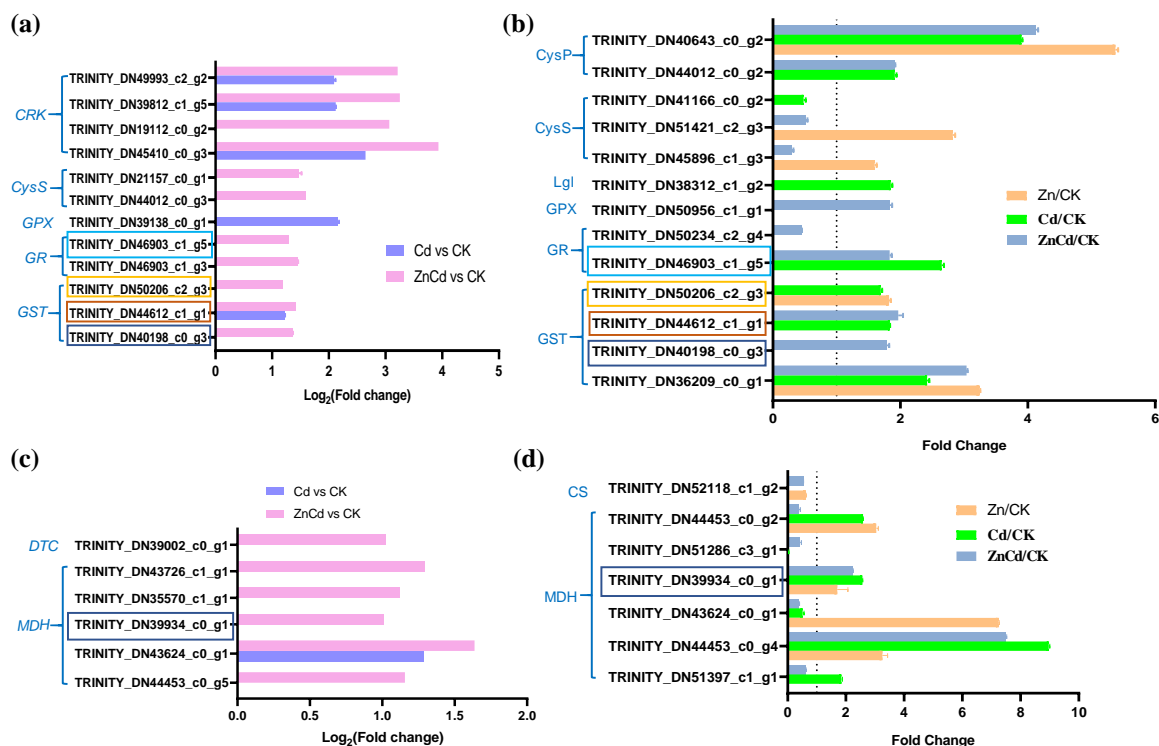 (a)
CRK
CysS
GPX
GR
GST
TRINITY_DN49993_c2_g2
TRINITY_DN39812_c1_g5
TRINITY_DN19112_c0_g2
TRINITY_DN45410_c0_g3
TRINITY_DN21157_c0_g1
TRINITY_DN44012_c0_g3
TRINITY_DN39138_c0_g1
TRINITY_DN46903_c1_g5
TRINITY_DN46903_c1_g3
TRINITY_DN50206_c2_g3
TRINITY_DN44612_c1_g1
TRINITY_DN40198_c0_g3
Cd vs CK
ZnCd vs CK
0 1 2 3 4 5
Log2(Fold change)
(b)
CysP
CysS
Lgl
GPX
GR
GST
TRINITY_DN40643_c0_g2
TRINITY_DN44012_c0_g2
TRINITY_DN41166_c0_g2
TRINITY_DN51421_c2_g3
TRINITY_DN45896_c1_g3
TRINITY_DN38312_c1_g2
TRINITY_DN50956_c1_g1
TRINITY_DN50234_c2_g4
TRINITY_DN46903_c1_g5
TRINITY_DN50206_c2_g3
TRINITY_DN44612_c1_g1
TRINITY_DN40198_c0_g3
TRINITY_DN36209_c0_g1
Zn/CK
Cd/CK
ZnCd/CK
0 2 4 6
Fold Change
(c)
Cd vs CK
ZnCd vs CK
DTC
MDH
TRINITY_DN39002_c0_g1
TRINITY_DN43726_c1_g1
TRINITY_DN35570_c1_g1
TRINITY_DN39934_c0_g1
TRINITY_DN43624_c0_g1
TRINITY_DN44453_c0_g5
0.0 0.5 1.0 1.5 2.0
Log2(Fold change)
(d)
CS
MDH
TRINITY_DN52118_c1_g2
TRINITY_DN44453_c0_g2
TRINITY_DN51286_c3_g1
TRINITY_DN39934_c0_g1
TRINITY_DN43624_c0_g1
TRINITY_DN44453_c0_g4
TRINITY_DN51397_c1_g1
Zn/CK
Cd/CK
ZnCd/CK
0 2 4 6 8 10
Fold Change